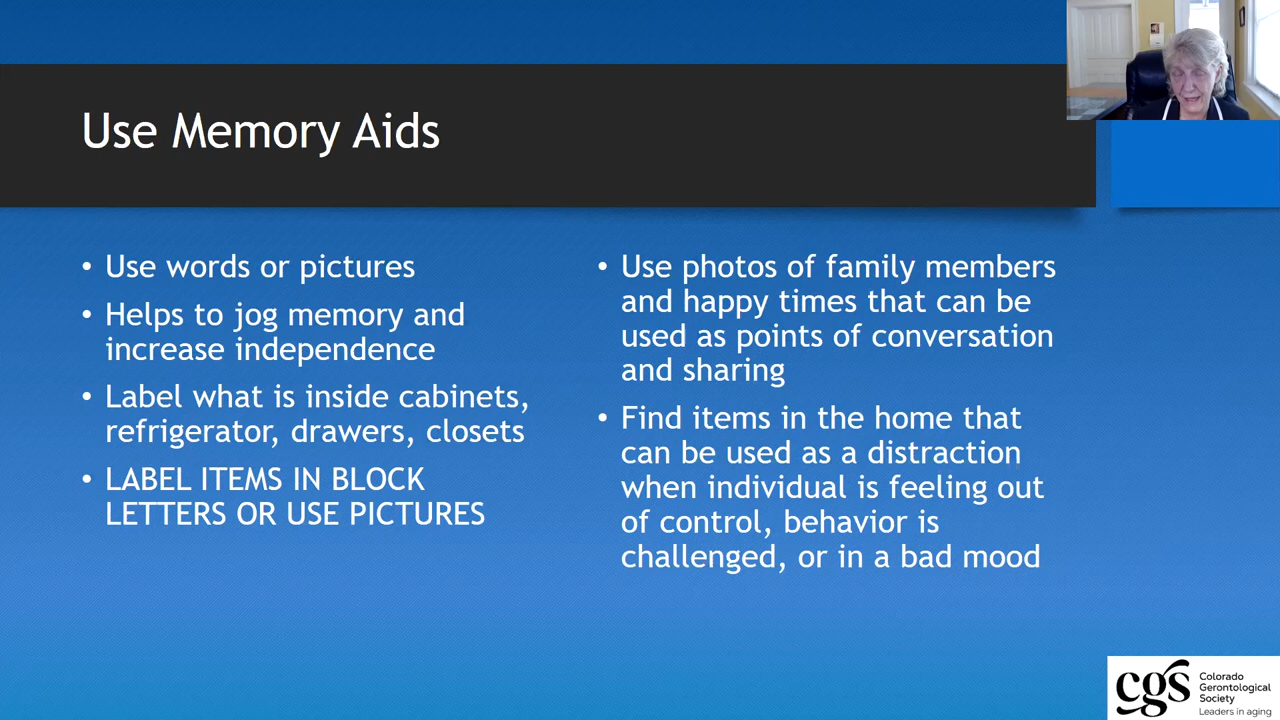 Use Memory Aids
• Use words or pictures
• Helps to jog memory and
increase independence
• Label what is inside cabinets,
refrigerator, drawers, closets
• LABEL ITEMS IN BLOCK
LETTERS OR USE PICTURES
• Use photos of family members
and happy times that can be
used as points of conversation
and sharing
• Find items in the home that
can be used as a distraction
when individual is feeling out
of control, behavior is
challenged, or in a bad mood
cgs
Colorado
Gerontological
Society
Leaders in aging